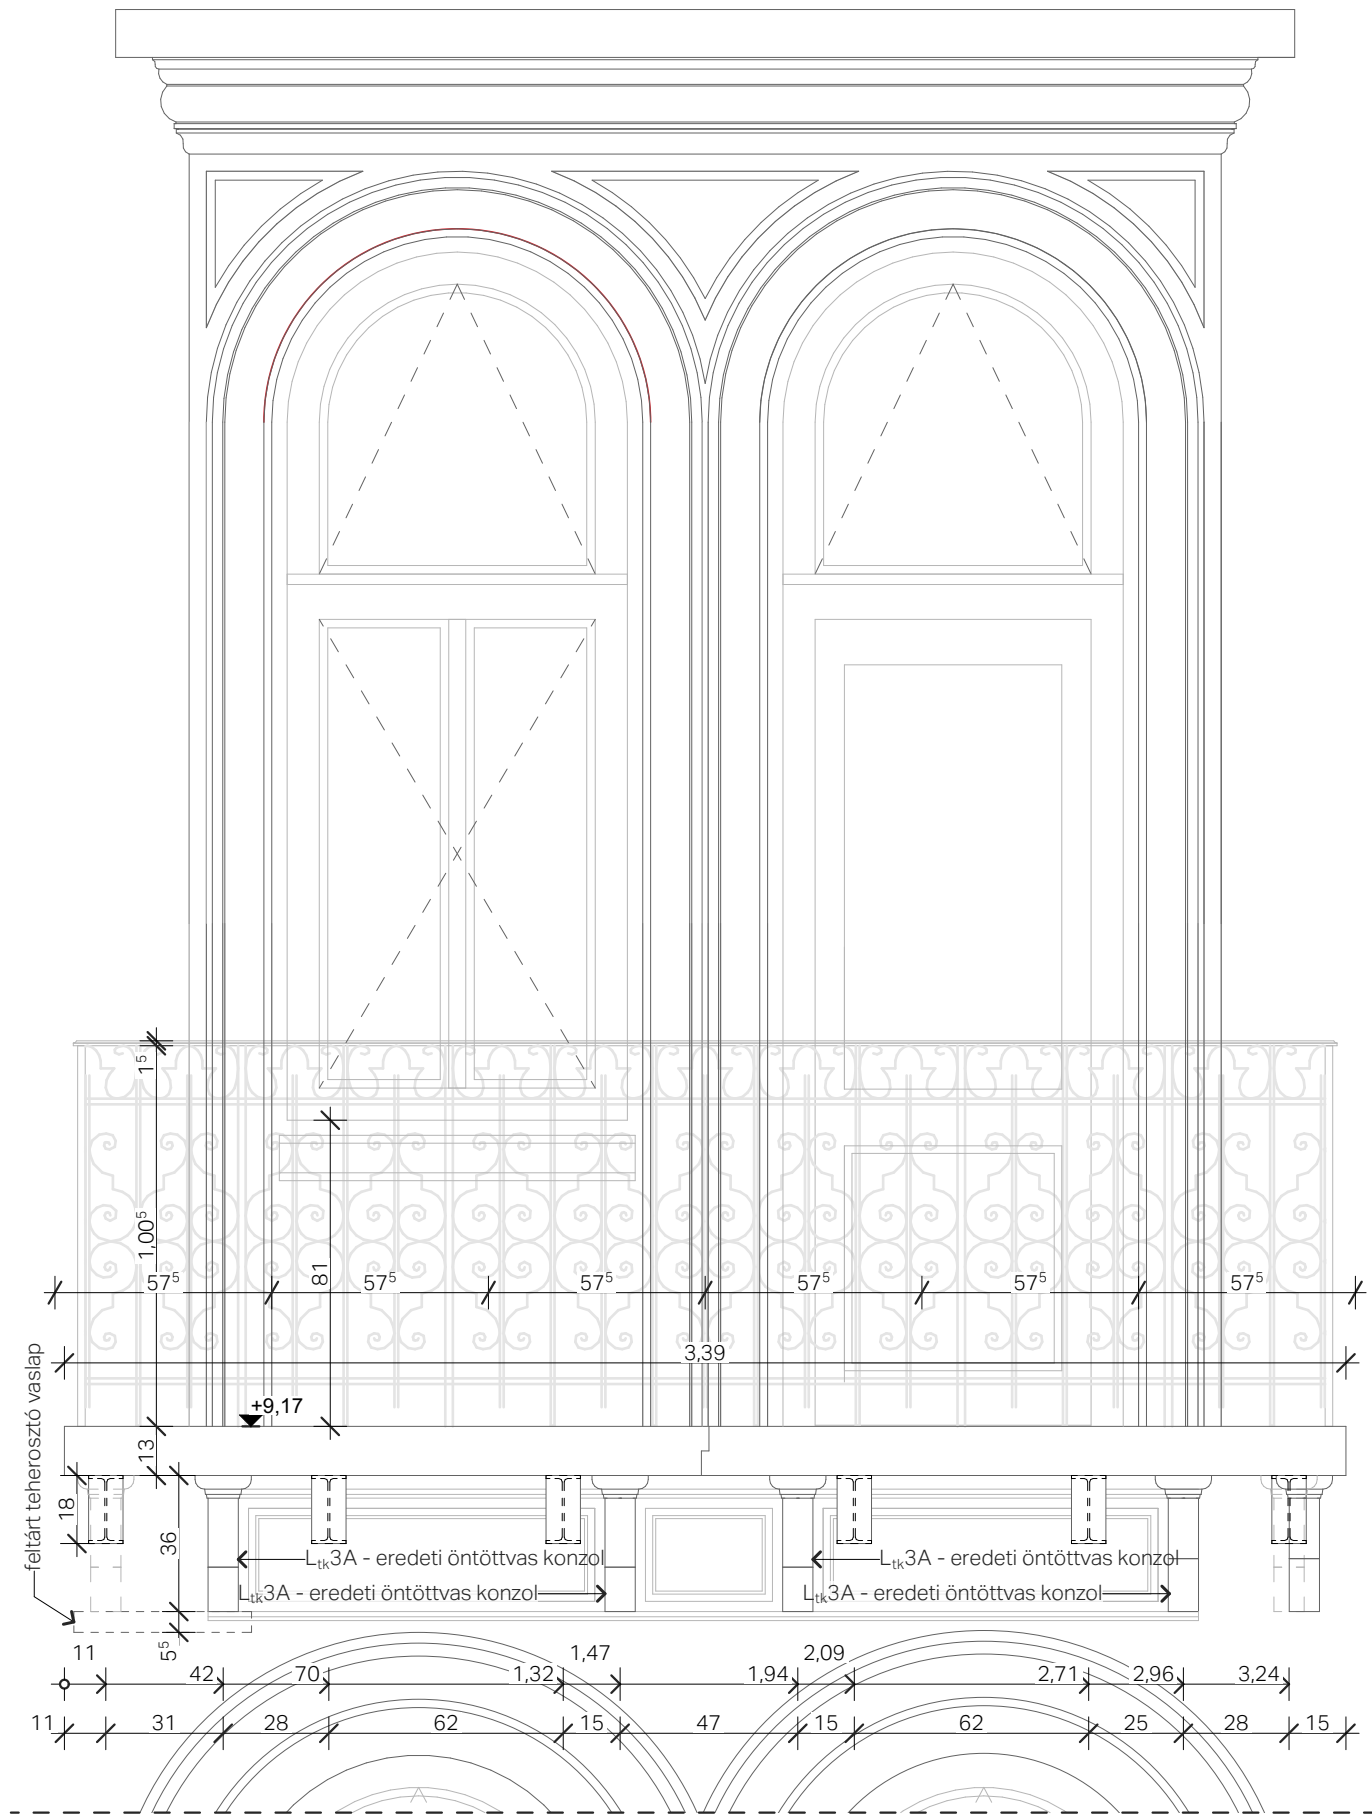 1⁵
1,00⁵
81
57⁵ 57⁵ 57⁵ 57⁵ 57⁵ 57⁵
3,39
+9,17
13
18
36
feltárt teherosztó vaslap
Ltk3A - eredeti öntöttvas konzol Ltk3A - eredeti öntöttvas konzol
Ltk3A - eredeti öntöttvas konzol Ltk3A - eredeti öntöttvas konzol
5⁵
11 42 70 1,32 1,47 1,94 2,09 2,71 2,96 3,24
11 31 28 62 15 47 15 62 25 28 15